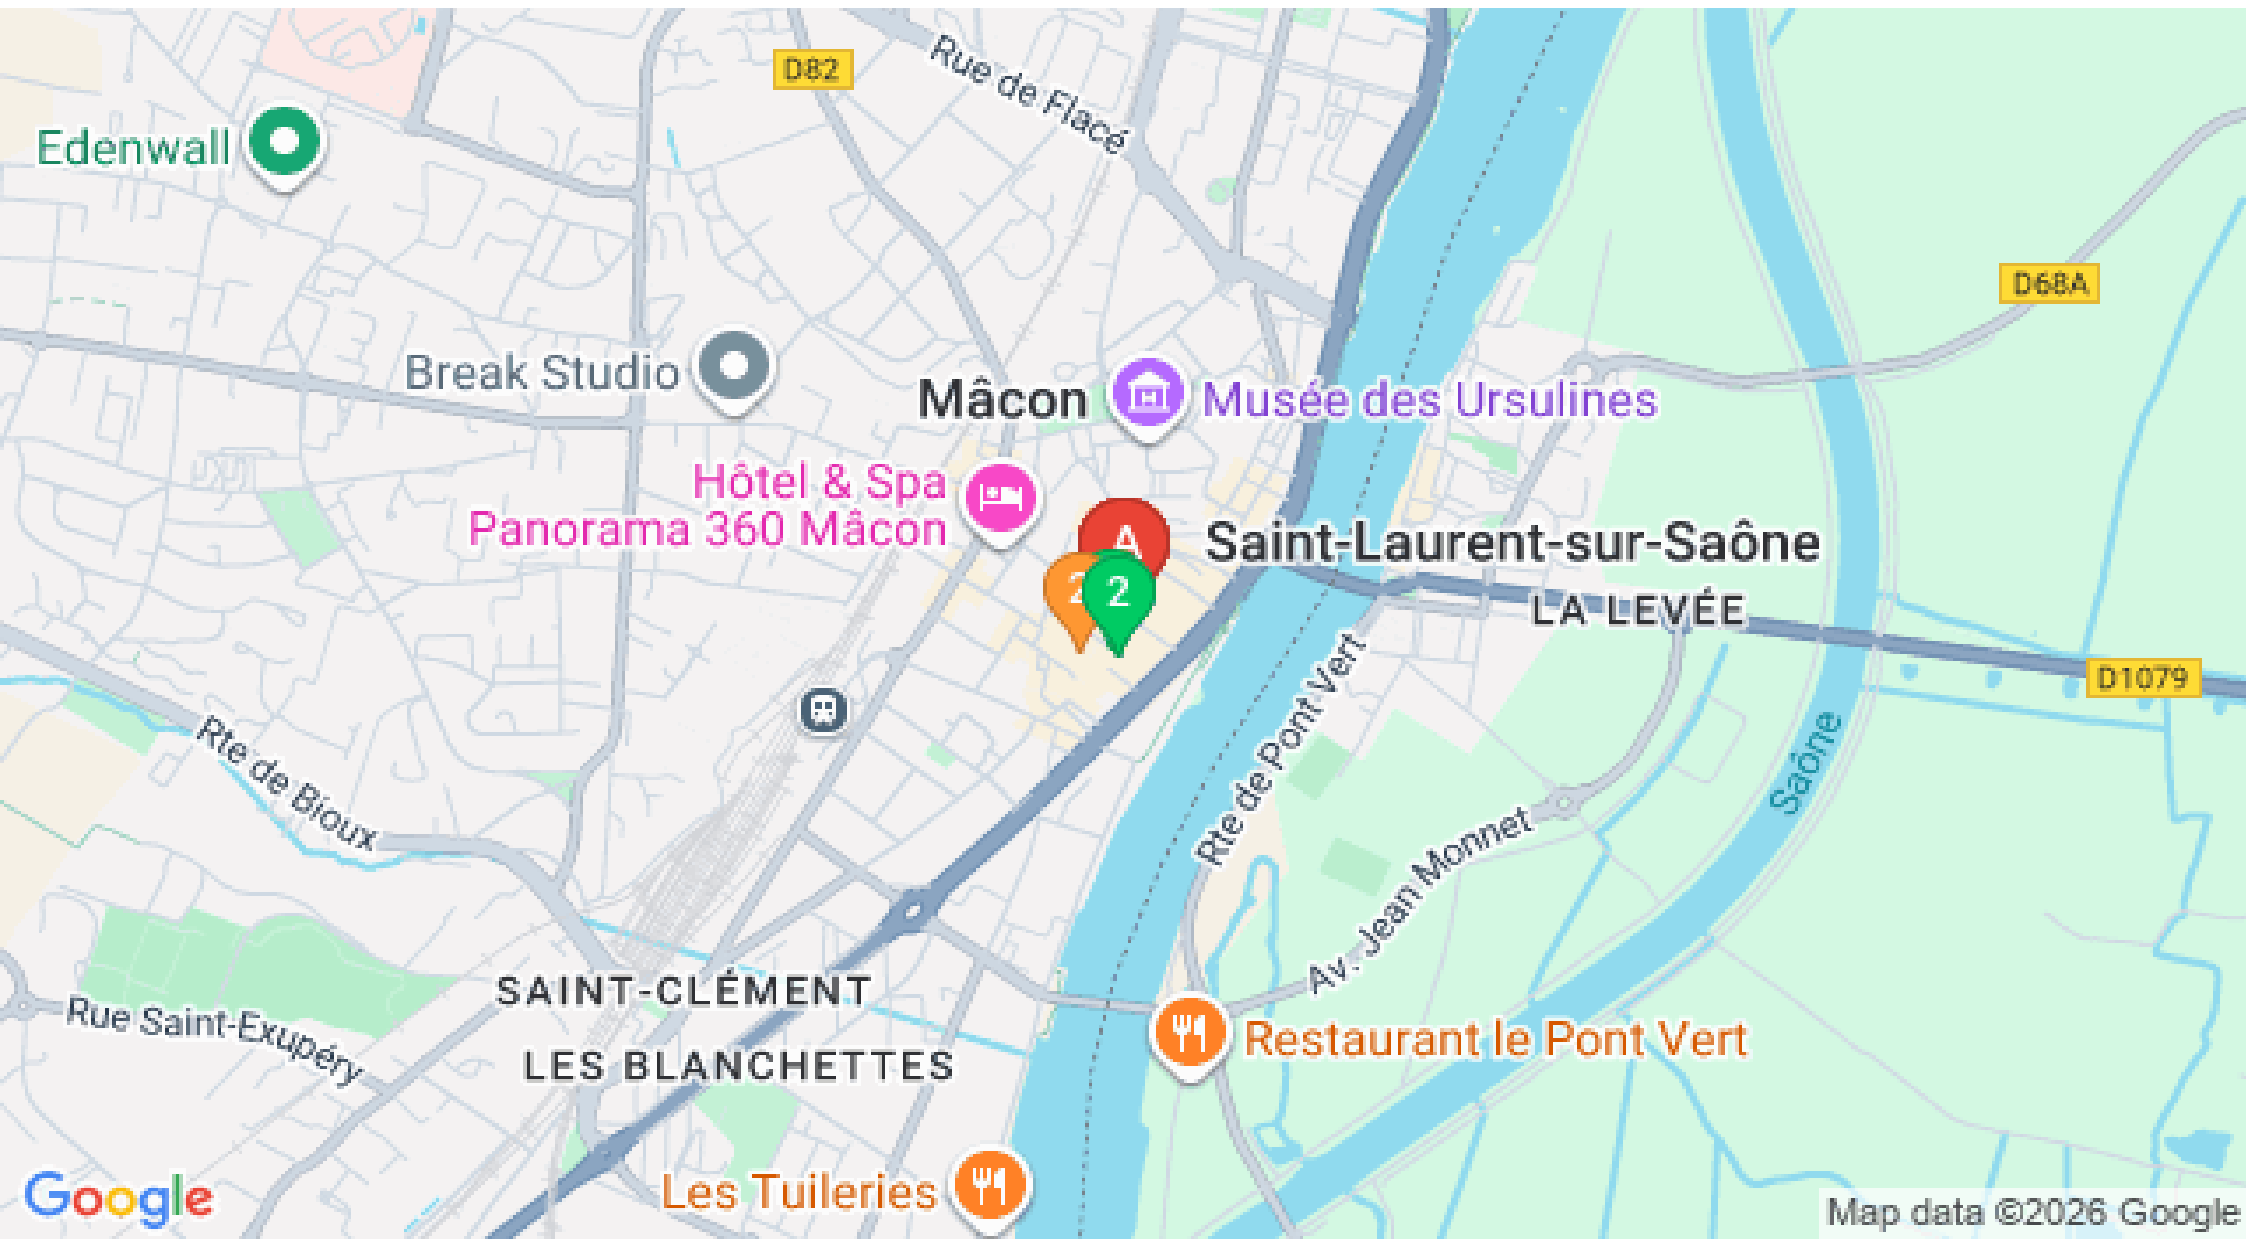 D82
Rue de Flacé
Edenwall
D68A
Break Studio
Mâcon
Musée des Ursulines
Hôtel & Spa
Panorama 360 Mâcon
A
Saint-Laurent-sur-Saône
2
2
LA LEVÉE
D1079
Rte de Pont Vert
Saône
Rte de Bioux
Av. Jean Monnet
SAINT-CLÉMENT
Rue Saint-Exupéry
Restaurant le Pont Vert
LES BLANCHETTES
Les Tuileries
Google
Map data ©2026 Google